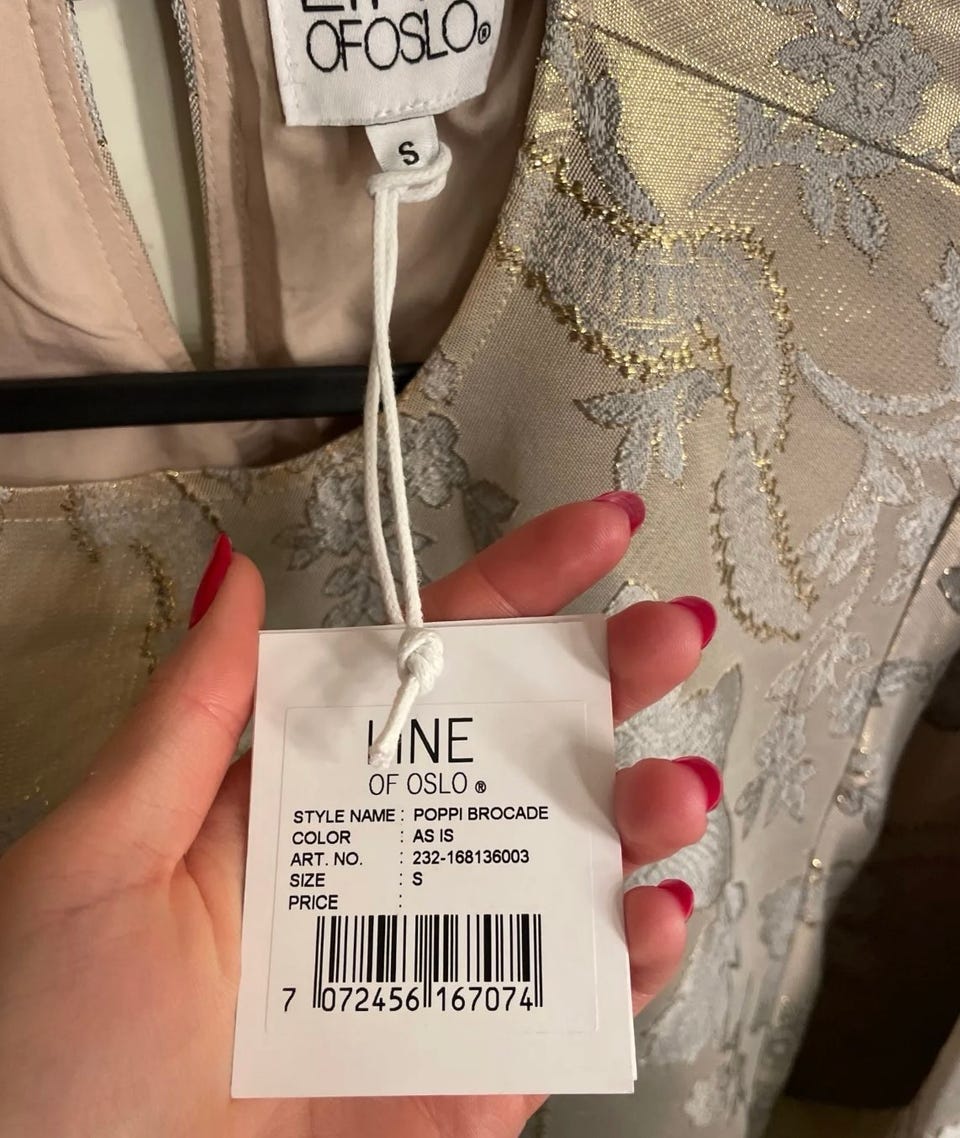 OFOSLO®
S
LINE
OF OSLO ®
STYLE NAME : POPPI BROCADE
COLOR : AS IS
ART. NO. : 232-168136003
SIZE : S
PRICE :
7 072456 167074